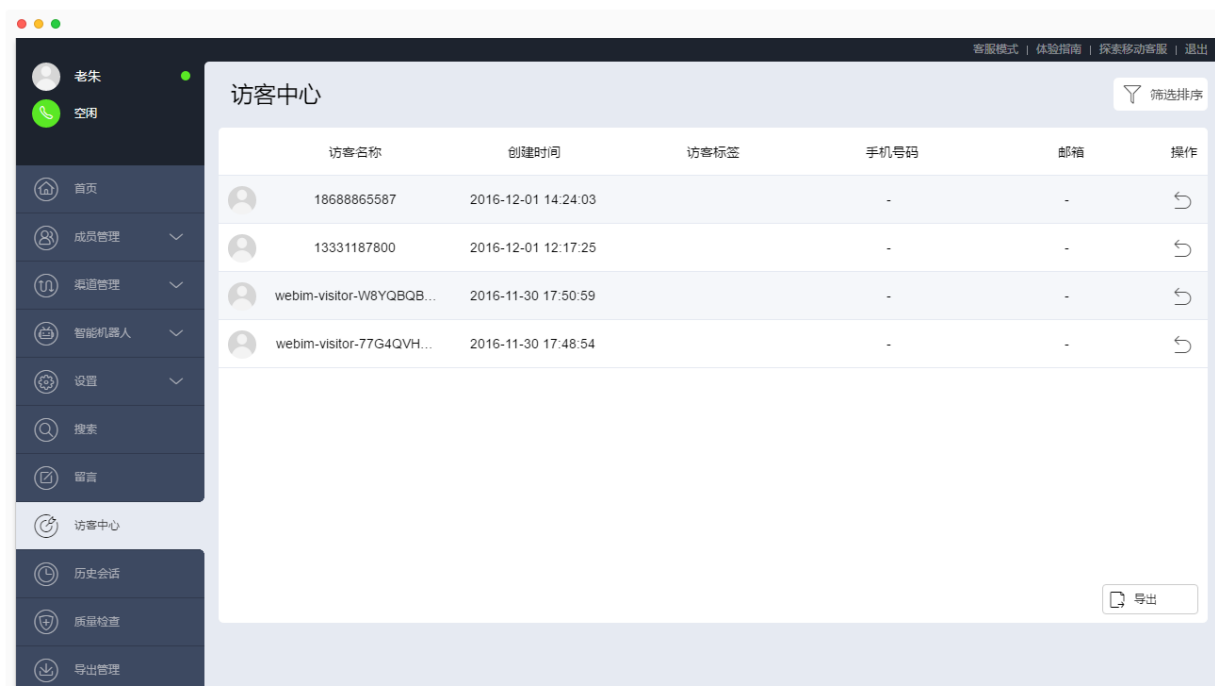 客服模式 | 体验指南 | 探索移动客服 | 退出
老朱
空闲
访客中心
筛选排序
访客名称 创建时间 访客标签 手机号码 邮箱 操作
18688865587 2016-12-01 14:24:03 - -
13331187800 2016-12-01 12:17:25 - -
webim-visitor-W8YQBQB... 2016-11-30 17:50:59 - -
webim-visitor-77G4QVH... 2016-11-30 17:48:54 - -
导出
首页
成员管理
渠道管理
智能机器人
设置
搜索
留言
访客中心
历史会话
质量检查
导出管理